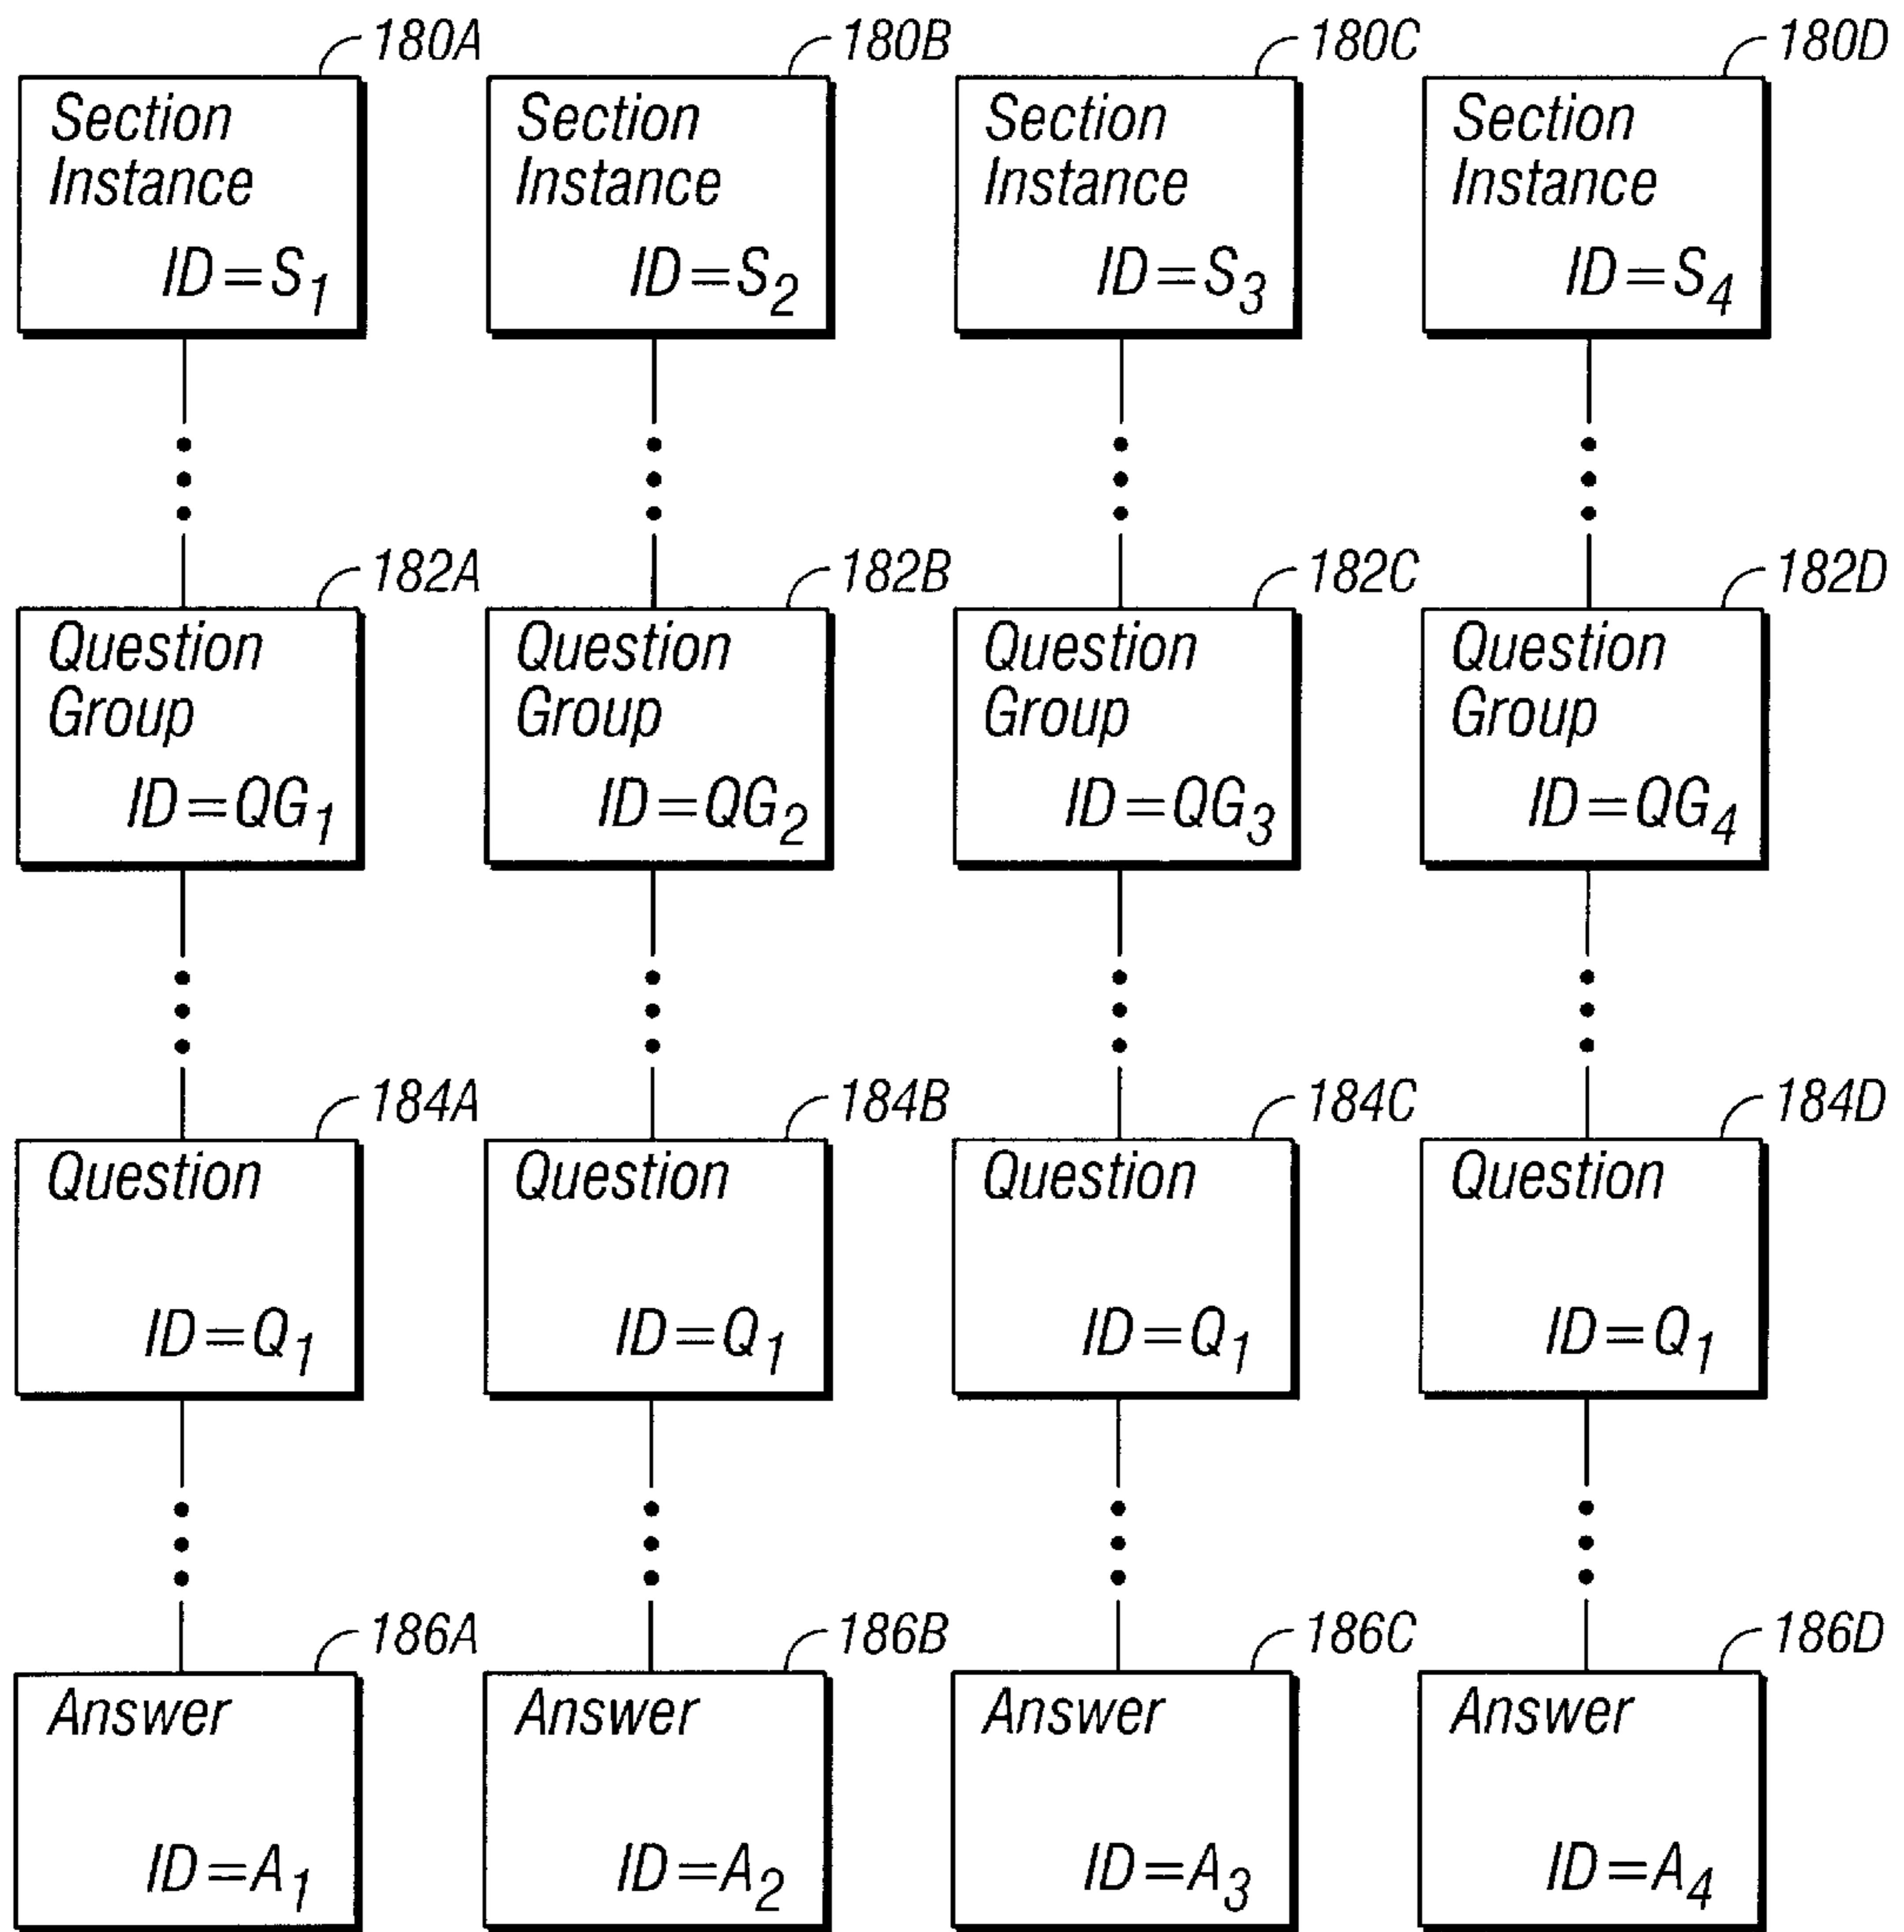 180A 180B 180C 180D
Section Section Section Section
Instance Instance Instance Instance
ID=S1 ID=S2 ID=S3 ID=S4
182A 182B 182C 182D
Question Question Question Question
Group Group Group Group
ID=QG1 ID=QG2 ID=QG3 ID=QG4
184A 184B 184C 184D
Question Question Question Question
ID=Q1 ID=Q1 ID=Q1 ID=Q1
186A 186B 186C 186D
Answer Answer Answer Answer
ID=A1 ID=A2 ID=A3 ID=A4